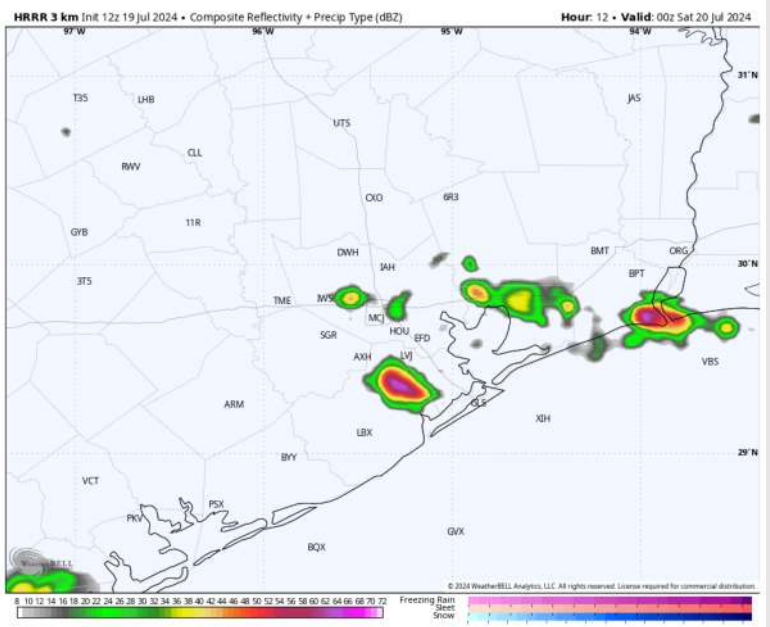 HRRR 3 km Init 12z 19 Jul 2024 • Composite Reflectivity + Precip Type (dBZ) Hour: 12 • Valid: 00z Sat 20 Jul 2024
97°W 96°W 95°W 94°W
31°N
T35 LHB JAS
UTS
CLL
RWV
OXO 6R3
11R
GYB
DWH BMT ORG
IAH 30°N
BPT
3T5
TME IWS
MCJ
SGR HOU
EFD
AXH LVJ
VBS
ARM GLS
XIH
LBX
29°N
BYY
VCT
PSX
PKV
GVX
BQX
WeatherBELL
© 2024 WeatherBELL Analytics, LLC. All rights reserved. License required for commercial distribution.
8 10 12 14 16 18 20 22 24 26 28 30 32 34 36 38 40 42 44 46 48 50 52 54 56 58 60 62 64 66 68 70 72
Freezing Rain
Sleet
Snow